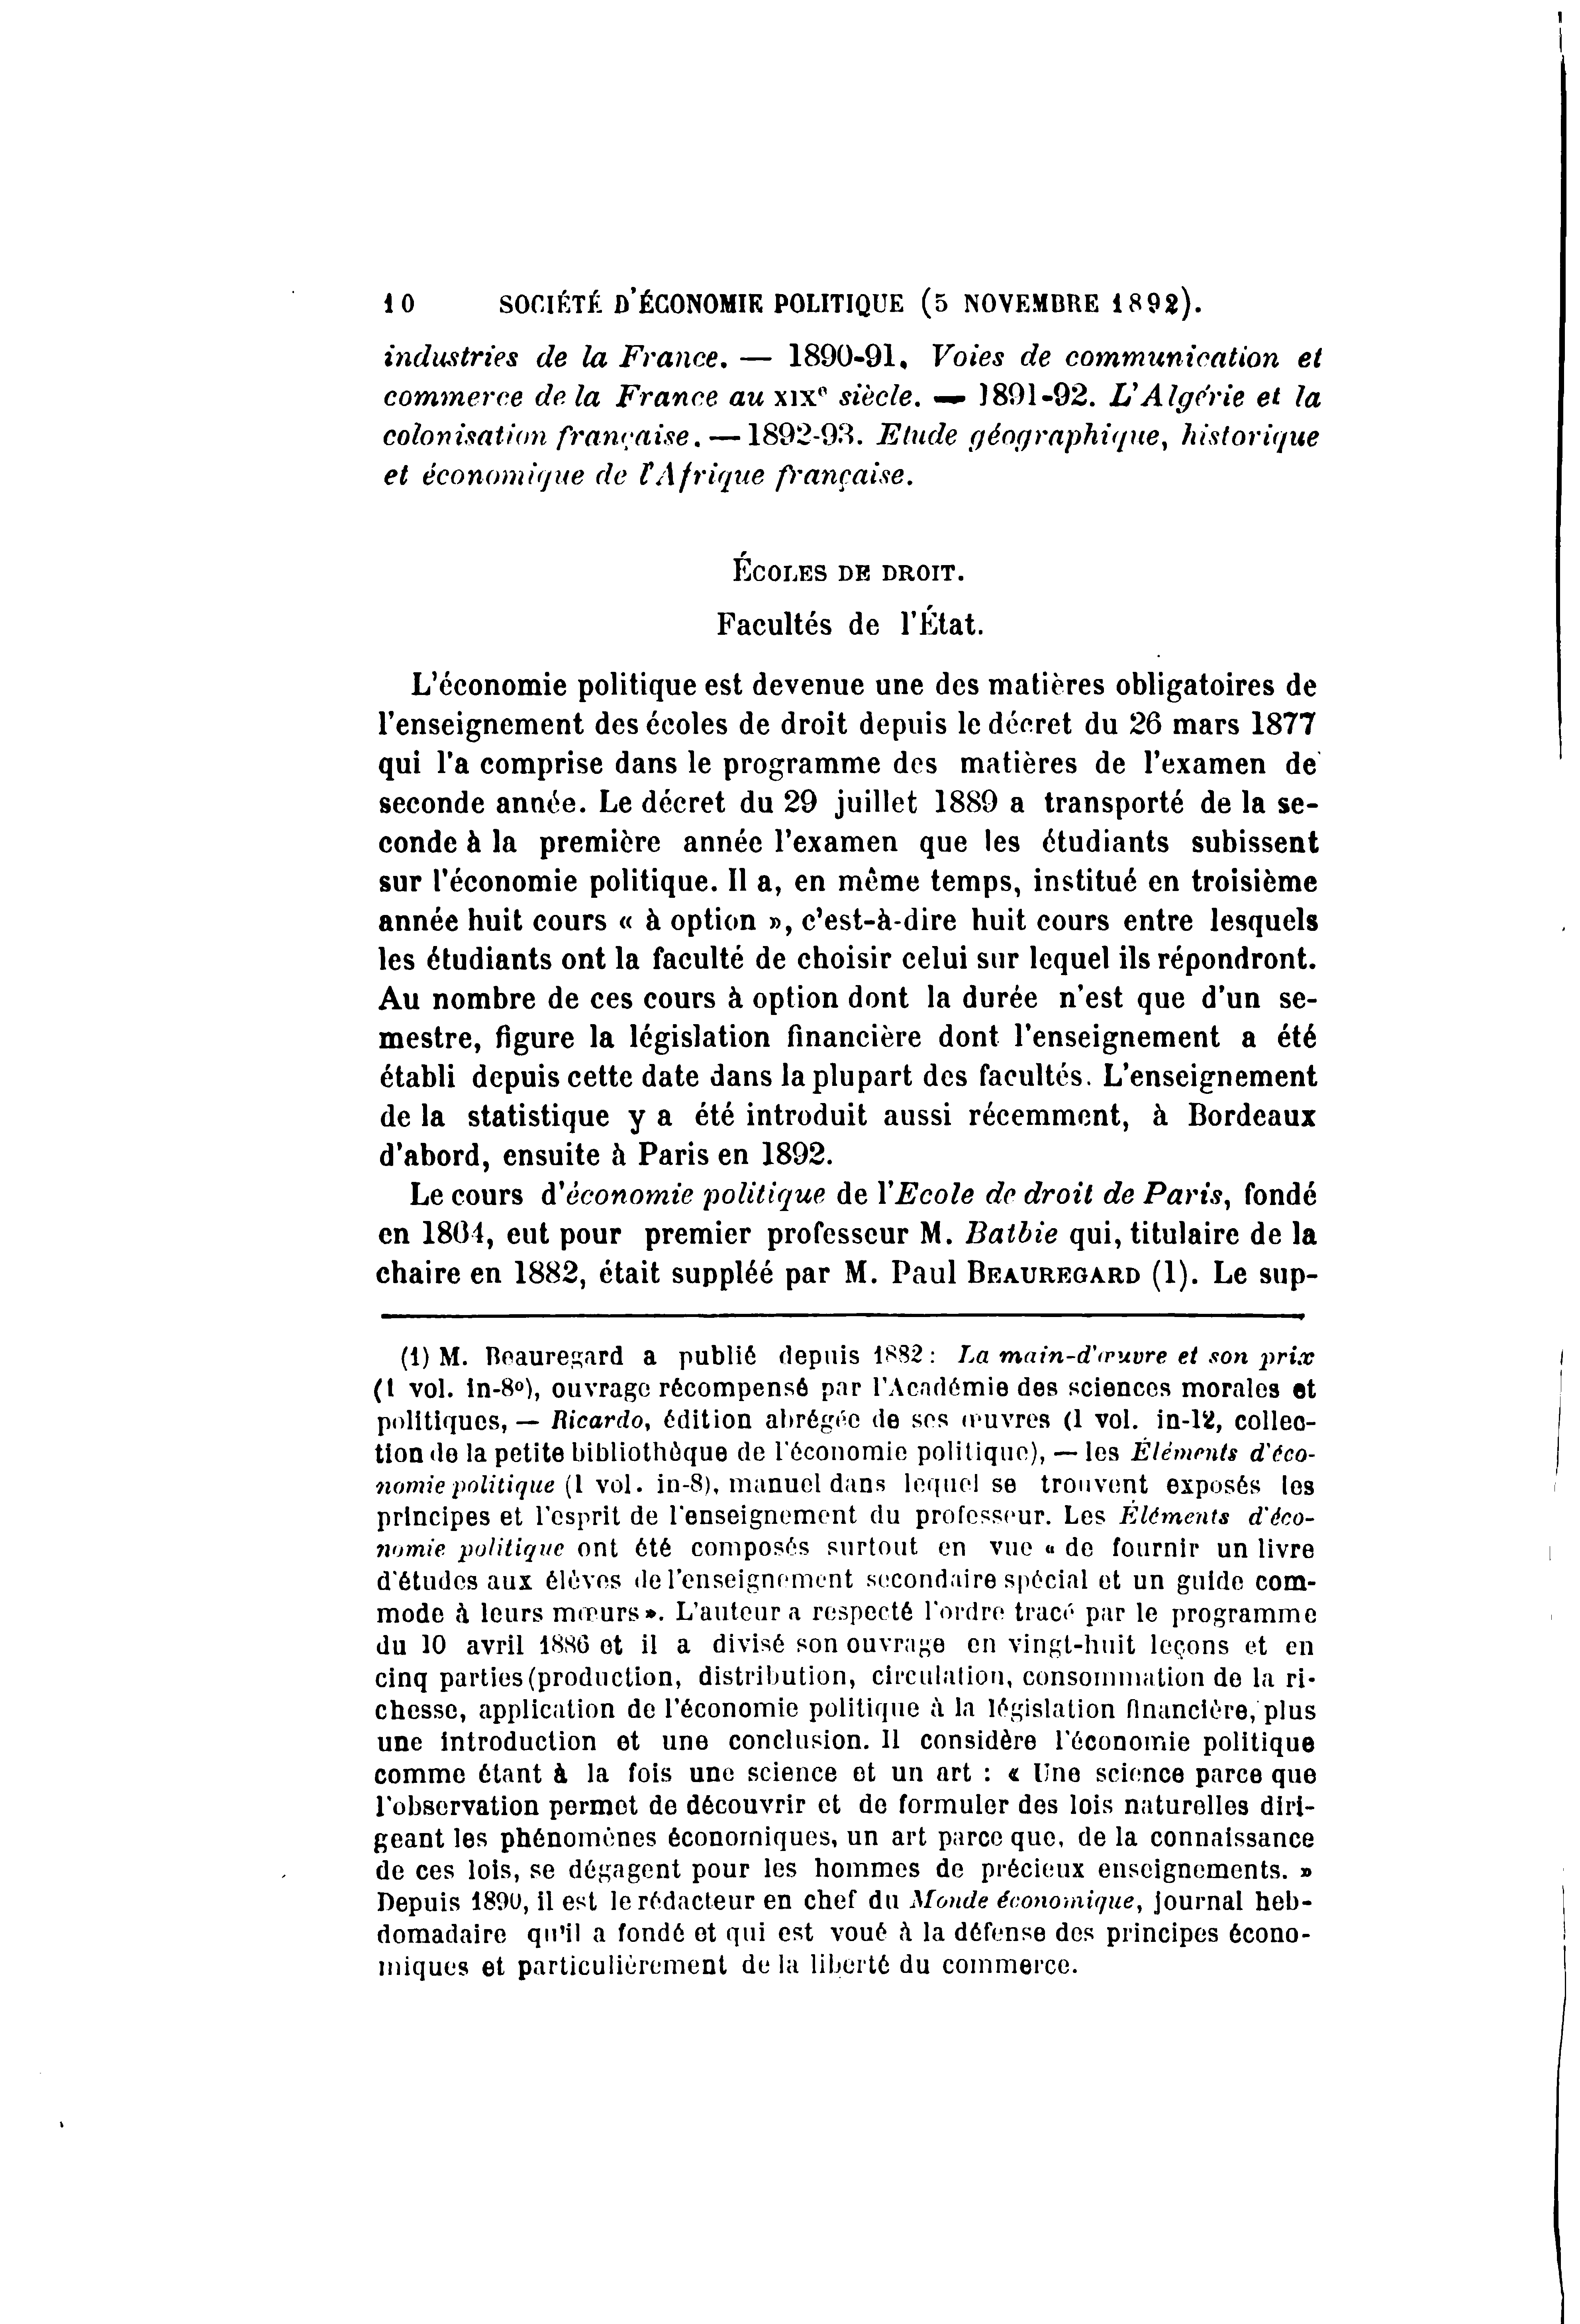 10 SOCIÉTÉ D'ÉCONOMIE POLITIQUE (5 NOVEMBRE 1892).
industries de la France. — 1890-91. Voies de communication et
commerce de la France au XIXe siècle. — 1891-92. L'Algérie et la
colonisation française. — 1892-93. Etude géographique, historique
et économique de l'Afrique française.
ÉCOLES DE DROIT.
Facultés de l'État.
L'économie politique est devenue une des matières obligatoires de
l'enseignement des écoles de droit depuis le décret du 26 mars 1877
qui l'a comprise dans le programme des matières de l'examen de
seconde année. Le décret du 29 juillet 1889 a transporté de la se-
conde à la première année l'examen que les étudiants subissent
sur l'économie politique. Il a, en même temps, institué en troisième
année huit cours « à option », c'est-à-dire huit cours entre lesquels
les étudiants ont la faculté de choisir celui sur lequel ils répondront.
Au nombre de ces cours à option dont la durée n'est que d'un se-
mestre, figure la législation financière dont l'enseignement a été
établi depuis cette date dans la plupart des facultés. L'enseignement
de la statistique y a été introduit aussi récemment, à Bordeaux
d'abord, ensuite à Paris en 1892.
Le cours d'économie politique de l'Ecole de droit de Paris, fondé
en 1864, eut pour premier professeur M. Batbie qui, titulaire de la
chaire en 1882, était suppléé par M. Paul BEAUREGARD (1). Le sup-
(1) M. Beauregard a publié depuis 1882 : La main-d'œuvre et son prix
(1 vol. in-8o), ouvrage récompensé par l'Académie des sciences morales et
politiques, — Ricardo, édition abrégée de ses œuvres (1 vol. in-12, collec-
tion de la petite bibliothèque de l'économie politique), — les Éléments d'éco-
nomie politique (1 vol. in-8), manuel dans lequel se trouvent exposés les
principes et l'esprit de l'enseignement du professeur. Les Éléments d'éco-
nomie politique ont été composés surtout en vue « de fournir un livre
d'études aux élèves de l'enseignement secondaire spécial et un guide com-
mode à leurs mœurs ». L'auteur a respecté l'ordre tracé par le programme
du 10 avril 1886 et il a divisé son ouvrage en vingt-huit leçons et en
cinq parties (production, distribution, circulation, consommation de la ri-
chesse, application de l'économie politique à la législation financière, plus
une introduction et une conclusion. Il considère l'économie politique
comme étant à la fois une science et un art : « Une science parce que
l'observation permet de découvrir et de formuler des lois naturelles diri-
geant les phénomènes économiques, un art parce que, de la connaissance
de ces lois, se dégagent pour les hommes de précieux enseignements. »
Depuis 1890, il est le rédacteur en chef du Monde économique, journal heb-
domadaire qu'il a fondé et qui est voué à la défense des principes écono-
miques et particulièrement de la liberté du commerce.